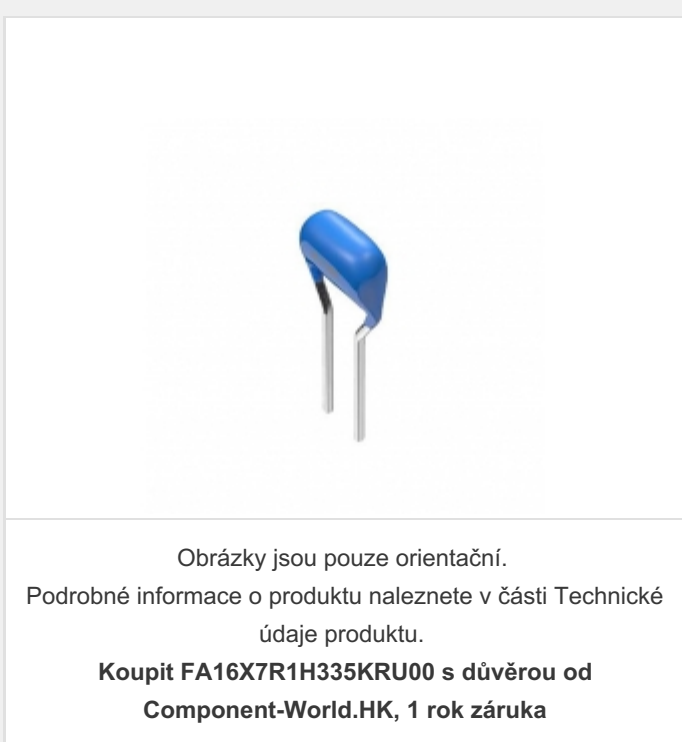 Obrázky jsou pouze orientační.
Podrobné informace o produktu naleznete v části Technické
údaje produktu.
Koupit FA16X7R1H335KRU00 s důvěrou od
Component-World.HK, 1 rok záruka